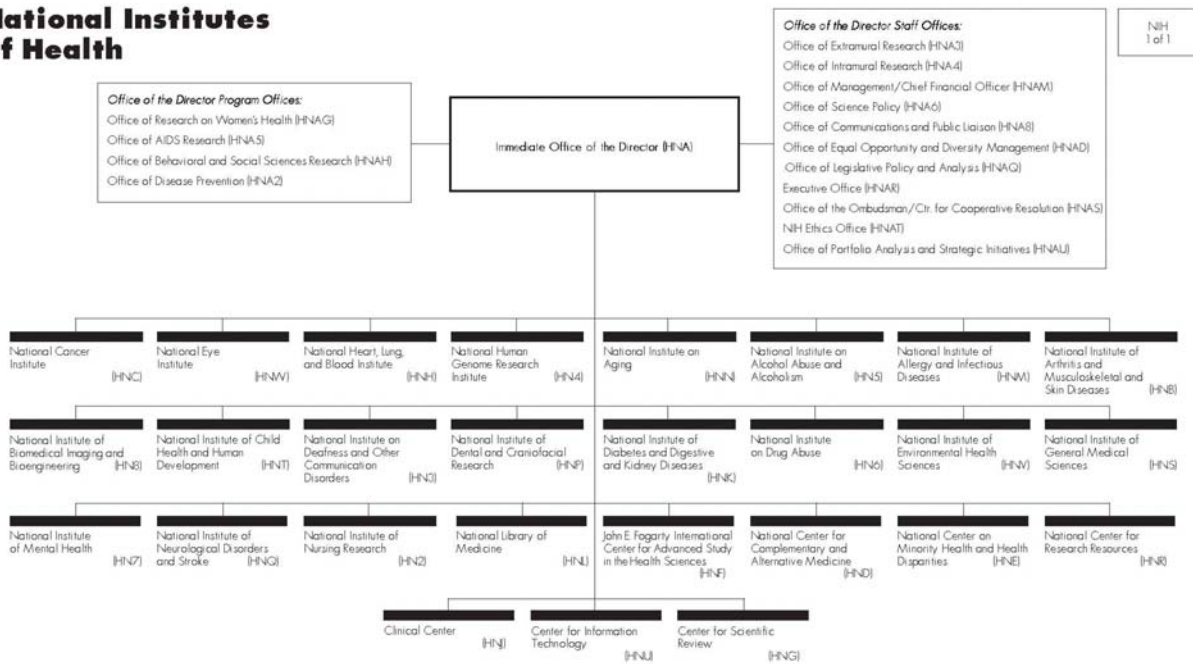 National Institutes
of Health
NIH
1 of 1
Office of the Director Program Offices:
Office of Research on Women's Health (HNAG)
Office of AIDS Research (HNA5)
Office of Behavioral and Social Sciences Research (HNAH)
Office of Disease Prevention (HNA2)
Immediate Office of the Director (HNA)
Office of the Director Staff Offices:
Office of Extramural Research (HNA3)
Office of Intramural Research (HNA4)
Office of Management/Chief Financial Officer (HNAM)
Office of Science Policy (HNA6)
Office of Communications and Public Liaison (HNA8)
Office of Equal Opportunity and Diversity Management (HNAD)
Office of Legislative Policy and Analysis (HNAQ)
Executive Office (HNAR)
Office of the Ombudsman/Ctr. for Cooperative Resolution (HNAS)
NIH Ethics Office (HNAT)
Office of Portfolio Analysis and Strategic Initiatives (HNAU)
National Cancer
Institute
(HNC)
National Eye
Institute
(HNW)
National Heart, Lung,
and Blood Institute
(HNH)
National Human
Genome Research
Institute (HN4)
National Institute on
Aging
(HNN)
National Institute on
Alcohol Abuse and
Alcoholism (HN5)
National Institute of
Allergy and Infectious
Diseases (HNM)
National Institute of
Arthritis and
Musculoskeletal and
Skin Diseases (HNB)
National Institute of
Biomedical Imaging and
Bioengineering (HN8)
National Institute of Child
Health and Human
Development (HNT)
National Institute on
Deafness and Other
Communication
Disorders (HN3)
National Institute of
Dental and Craniofacial
Research (HNP)
National Institute of
Diabetes and Digestive
and Kidney Diseases
(HNK)
National Institute
on Drug Abuse
(HN6)
National Institute of
Environmental Health
Sciences (HNV)
National Institute of
General Medical
Sciences (HNS)
National Institute
of Mental Health
(HN7)
National Institute of
Neurological Disorders
and Stroke (HNQ)
National Institute of
Nursing Research
(HN2)
National Library of
Medicine
(HNL)
John E. Fogarty International
Center for Advanced Study
in the Health Sciences
(HNF)
National Center for
Complementary and
Alternative Medicine
(HND)
National Center on
Minority Health and Health
Disparities (HNE)
National Center for
Research Resources
(HNR)
Clinical Center
(HNJ)
Center for Information
Technology
(HNU)
Center for Scientific
Review
(HNG)